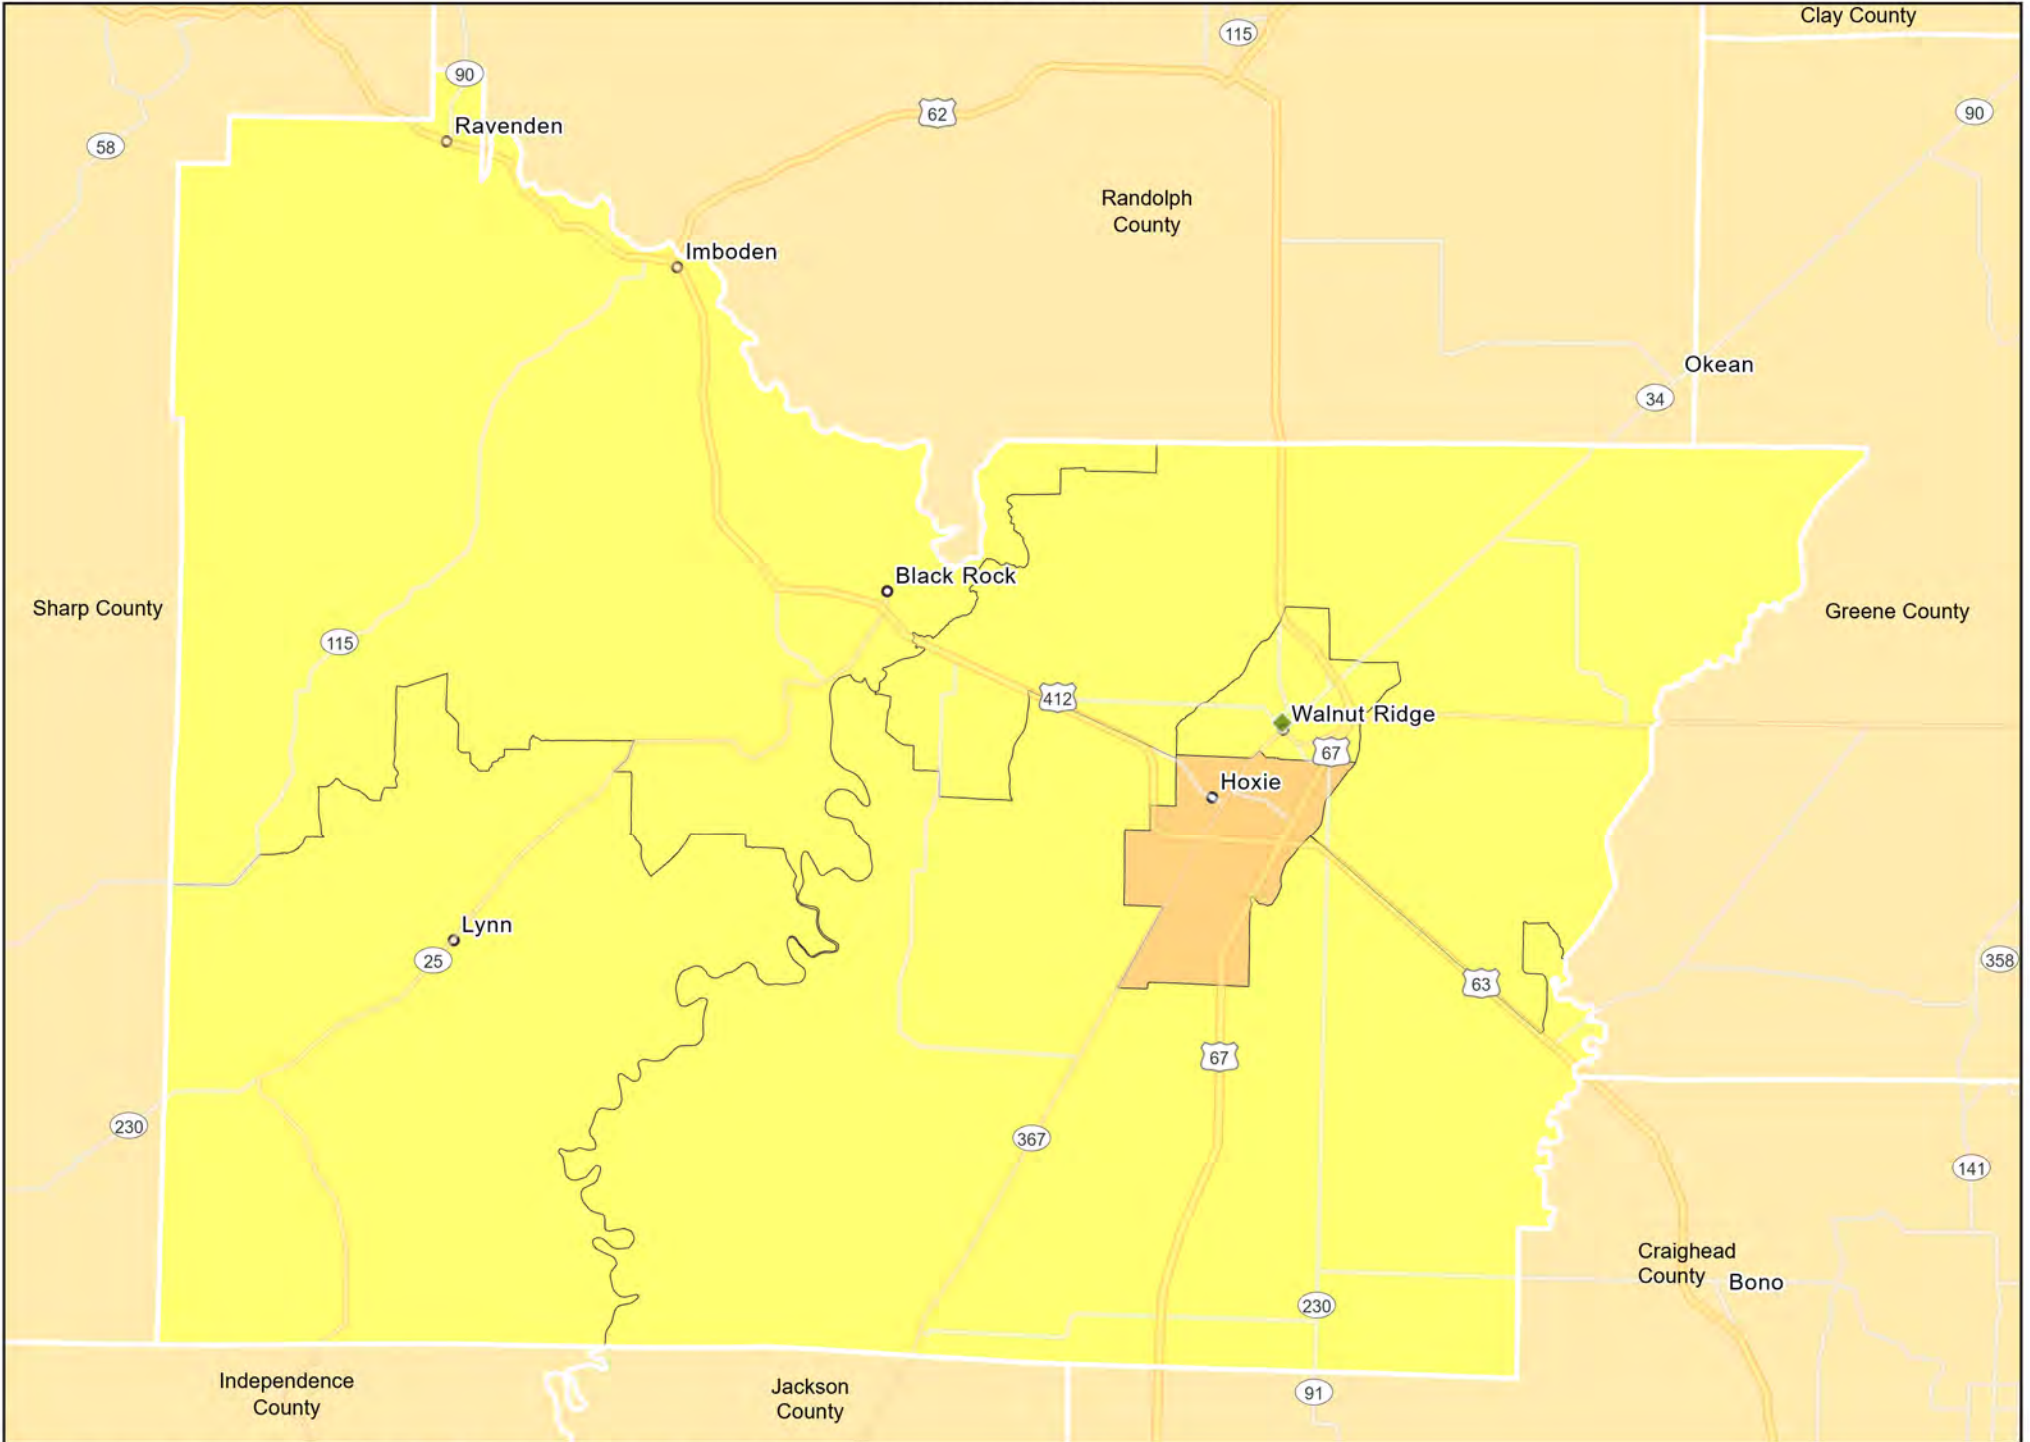 Clay County
115
90
62
90
Ravenden
58
Randolph
County
Imboden
Okean
34
Black Rock
Sharp County
Greene County
115
412
Walnut Ridge
67
Hoxie
Lynn
25
358
63
67
230
367
141
Craighead
County
Bono
230
Independence
County
Jackson
County
91